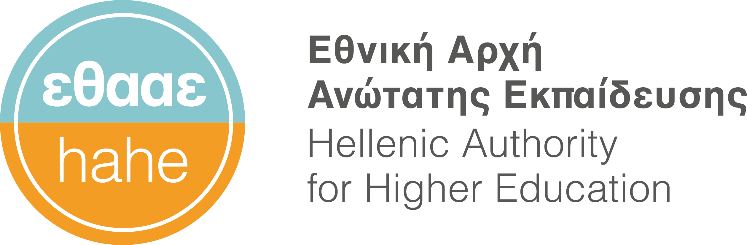 εθααε
hahe
Εθνική Αρχή
Ανώτατης Εκπαίδευσης
Hellenic Authority
for Higher Education